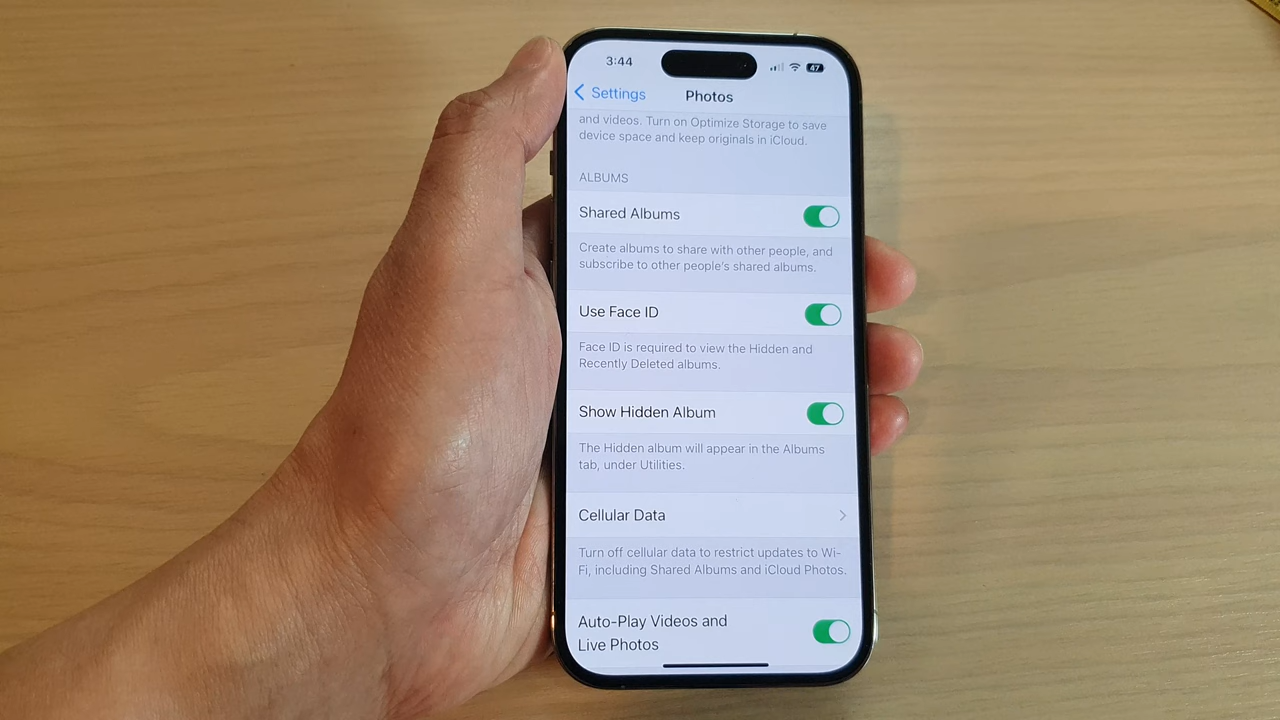 3:44
47
Settings
Photos
and videos. Turn on Optimize Storage to save
device space and keep originals in iCloud.
ALBUMS
Shared Albums
Create albums to share with other people, and
subscribe to other people's shared albums.
Use Face ID
Face ID is required to view the Hidden and
Recently Deleted albums.
Show Hidden Album
The Hidden album will appear in the Albums
tab, under Utilities.
Cellular Data
Turn off cellular data to restrict updates to Wi-
Fi, including Shared Albums and iCloud Photos.
Auto-Play Videos and
Live Photos